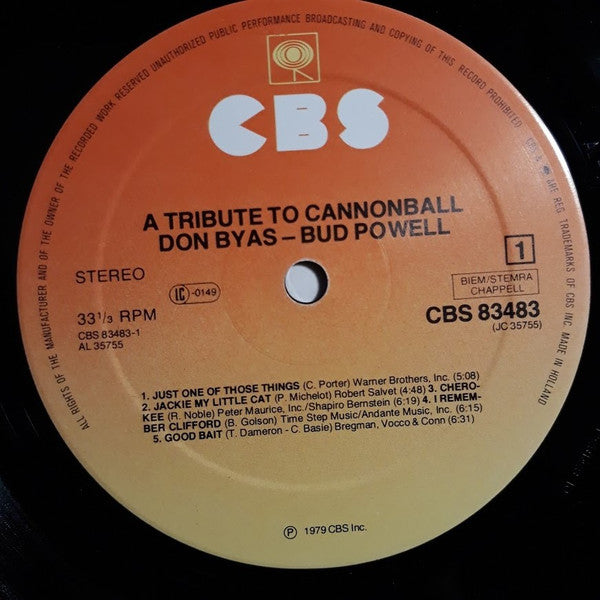 ALL RIGHTS OF THE MANUFACTURER AND OF THE OWNER OF THE RECORDED WORK RESERVED UNAUTHORIZED PUBLIC PERFORMANCE BROADCASTING AND COPYING OF THIS RECORD PROHIBITED. CBS & ARE REG. TRADEMARKS OF CBS INC. MADE IN HOLLAND
CBS
A TRIBUTE TO CANNONBALL
DON BYAS – BUD POWELL
1
STEREO
IC -0149
BIEM/STEMRA
CHAPPELL
33 1/3 RPM
CBS 83483
CBS 83483-1
(JC 35755)
AL 35755
1. JUST ONE OF THOSE THINGS (C. Porter) Warner Brothers, Inc. (5:08)
2. JACKIE MY LITTLE CAT (P. Michelot) Robert Salvet (4:48) 3. CHERO-
KEE (R. Noble) Peter Maurice, Inc/Shapiro Bernstein (6:19) 4. I REMEM-
BER CLIFFORD (B. Golson) Time Step Music/Andante Music, Inc. (6:15)
5. GOOD BAIT (T. Dameron - C. Basie) Bregman, Vocco & Conn (6:31)
℗ 1979 CBS Inc.